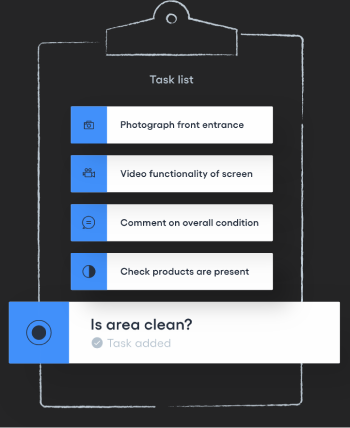 Task list
Photograph front entrance
Video functionality of screen
Comment on overall condition
Check products are present
Is area clean?
Task added